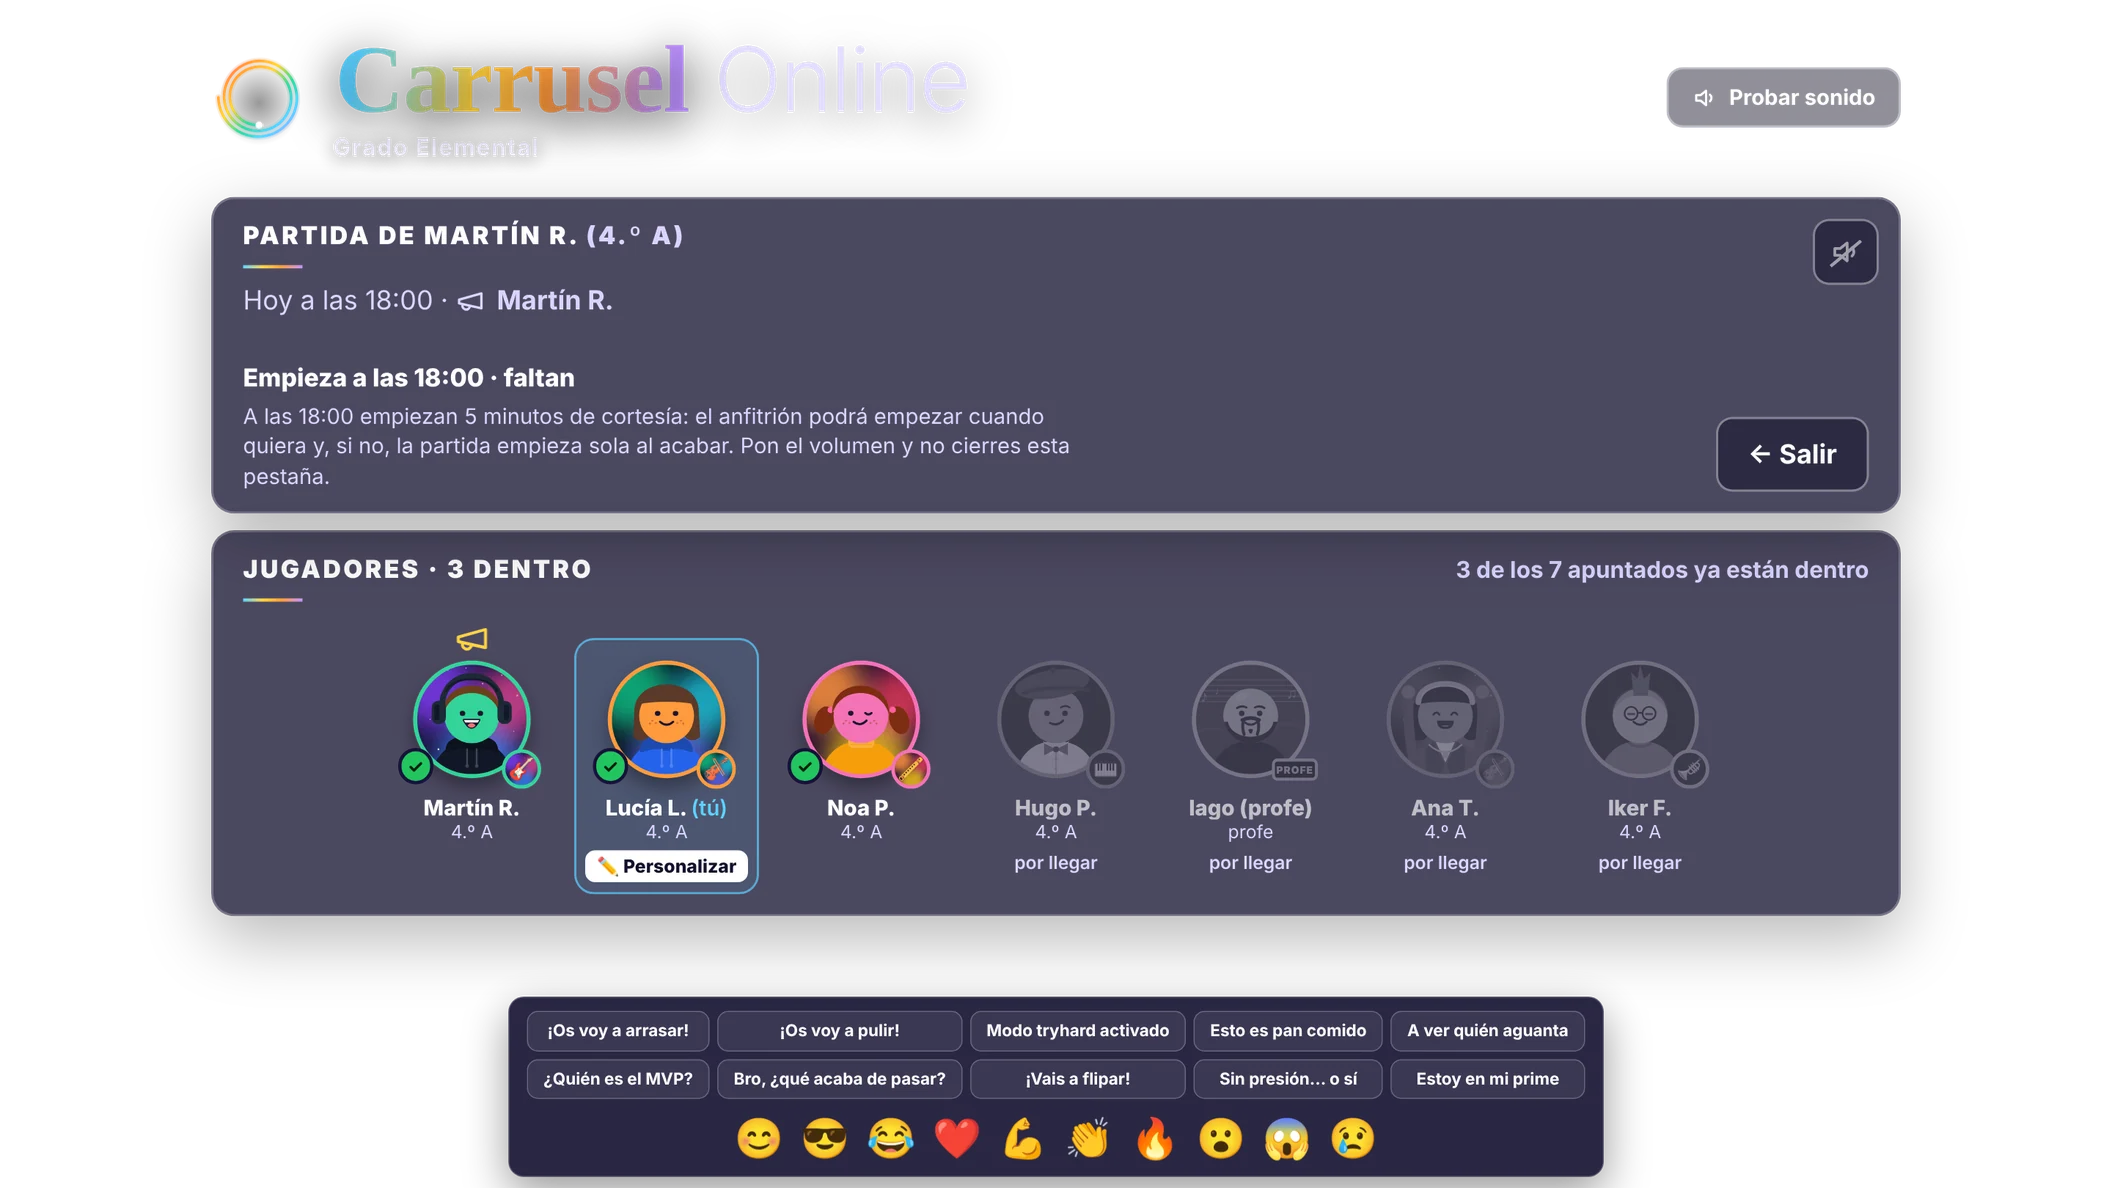 Carrusel Online
Grado Elemental
Probar sonido
PARTIDA DE MARTÍN R. (4.º A)
Hoy a las 18:00 · Martín R.
Empieza a las 18:00 · faltan
A las 18:00 empiezan 5 minutos de cortesía: el anfitrión podrá empezar cuando
quiera y, si no, la partida empieza sola al acabar. Pon el volumen y no cierres esta
pestaña.
← Salir
JUGADORES · 3 DENTRO
3 de los 7 apuntados ya están dentro
PROFE
Martín R.
4.º A
Lucía L. (tú)
4.º A
✏️ Personalizar
Noa P.
4.º A
Hugo P.
4.º A
por llegar
Iago (profe)
profe
por llegar
Ana T.
4.º A
por llegar
Iker F.
4.º A
por llegar
¡Os voy a arrasar!
¡Os voy a pulir!
Modo tryhard activado
Esto es pan comido
A ver quién aguanta
¿Quién es el MVP?
Bro, ¿qué acaba de pasar?
¡Vais a flipar!
Sin presión... o sí
Estoy en mi prime
😊 😎 😂 ❤️ 💪 👏 🔥 😮 😱 😢